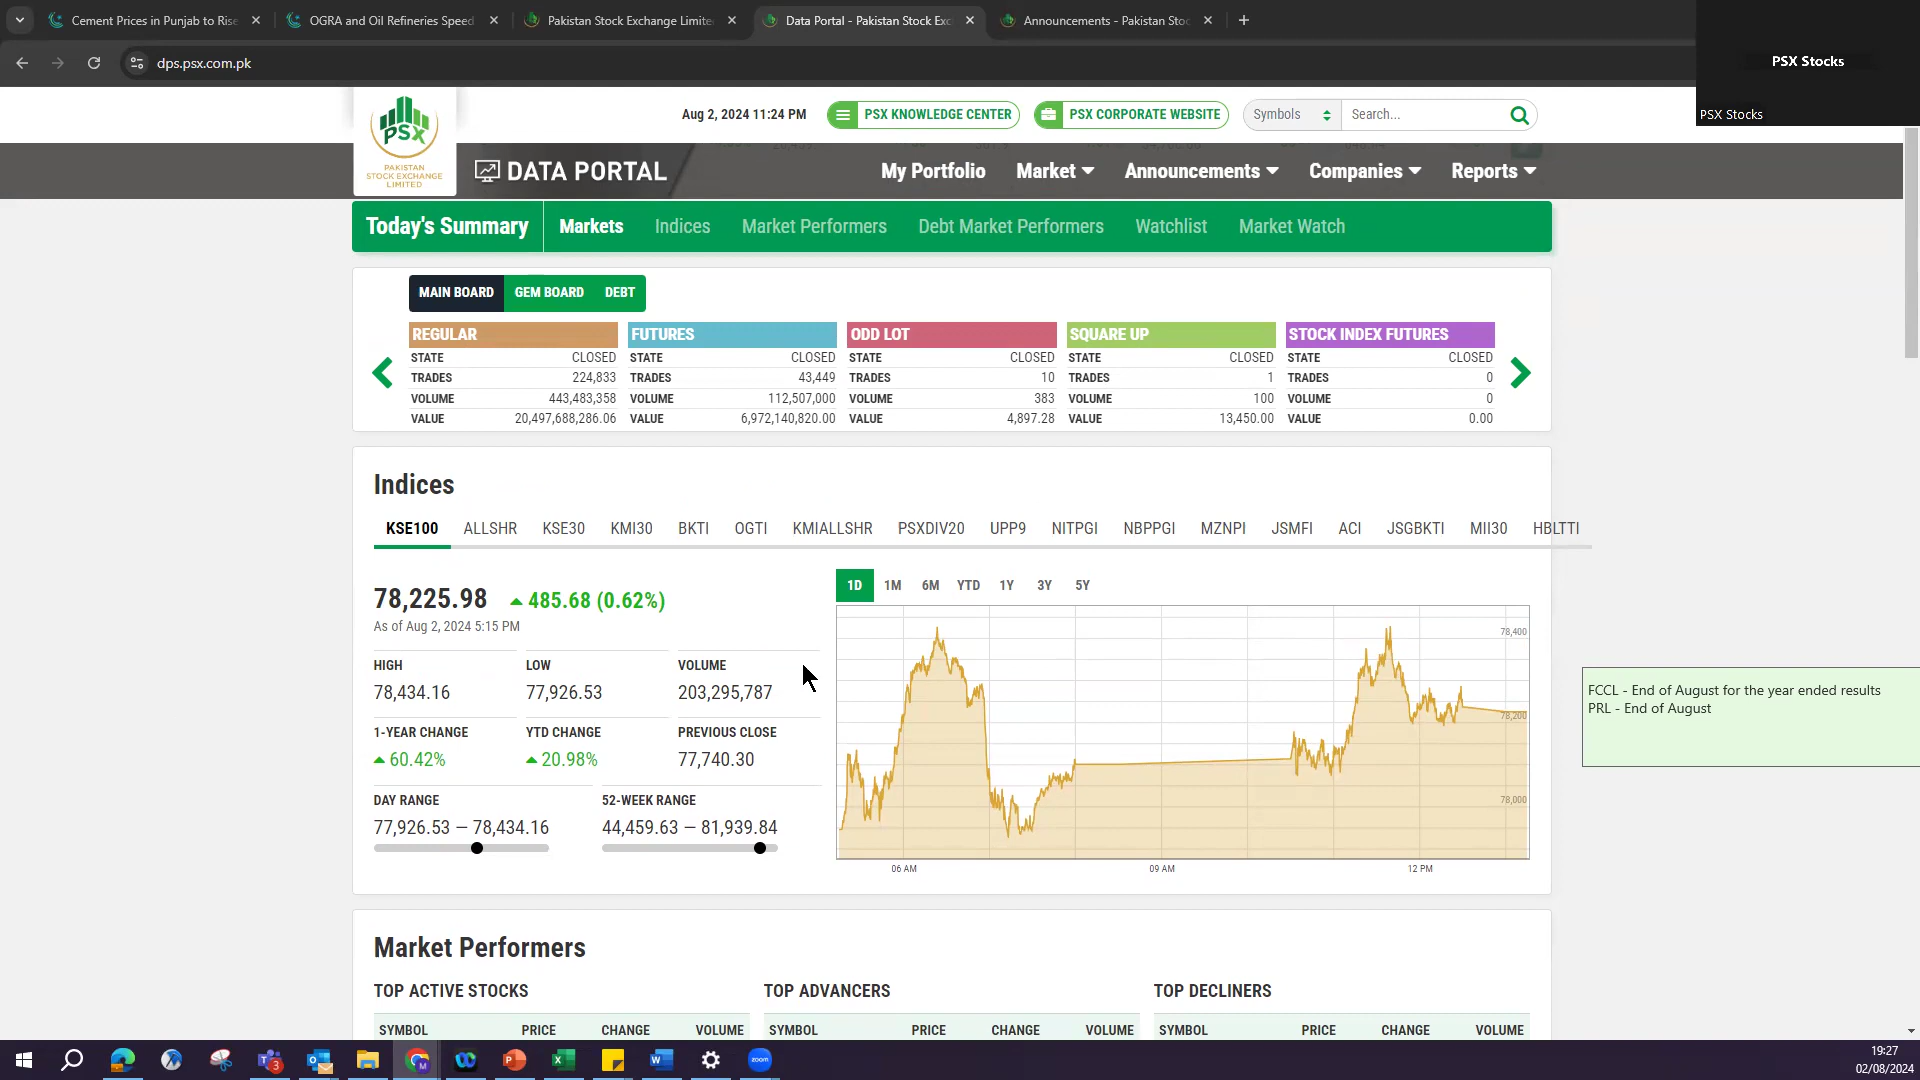 Cement Prices in Punjab to Rise
OGRA and Oil Refineries Speed
Pakistan Stock Exchange Limite
Data Portal - Pakistan Stock Exc
Announcements - Pakistan Stoc
dps.psx.com.pk
PSX Stocks
PSX Stocks
PSX
PAKISTAN
STOCK EXCHANGE
LIMITED
Aug 2, 2024 11:24 PM
PSX KNOWLEDGE CENTER
PSX CORPORATE WEBSITE
Symbols
Search...
DATA PORTAL
My Portfolio Market Announcements Companies Reports
Today's Summary Markets Indices Market Performers Debt Market Performers Watchlist Market Watch
MAIN BOARD GEM BOARD DEBT
REGULAR FUTURES ODD LOT SQUARE UP STOCK INDEX FUTURES
STATE CLOSED STATE CLOSED STATE CLOSED STATE CLOSED STATE CLOSED
TRADES 224,833 TRADES 43,449 TRADES 10 TRADES 1 TRADES 0
VOLUME 443,483,358 VOLUME 112,507,000 VOLUME 383 VOLUME 100 VOLUME 0
VALUE 20,497,688,286.06 VALUE 6,972,140,820.00 VALUE 4,897.28 VALUE 13,450.00 VALUE 0.00
Indices
KSE100 ALLSHR KSE30 KMI30 BKTI OGTI KMIALLSHR PSXDIV20 UPP9 NITPGI NBPPGI MZNPI JSMFI ACI JSGBKTI MII30 HBLTTI
78,225.98 485.68 (0.62%)
As of Aug 2, 2024 5:15 PM
HIGH LOW VOLUME
78,434.16 77,926.53 203,295,787
1-YEAR CHANGE YTD CHANGE PREVIOUS CLOSE
60.42% 20.98% 77,740.30
DAY RANGE 52-WEEK RANGE
77,926.53 — 78,434.16 44,459.63 — 81,939.84
1D 1M 6M YTD 1Y 3Y 5Y
78,400
78,200
78,000
06 AM 09 AM 12 PM
FCCL - End of August for the year ended results
PRL - End of August
Market Performers
TOP ACTIVE STOCKS TOP ADVANCERS TOP DECLINERS
SYMBOL PRICE CHANGE VOLUME SYMBOL PRICE CHANGE VOLUME SYMBOL PRICE CHANGE VOLUME
zoom
19:27
02/08/2024